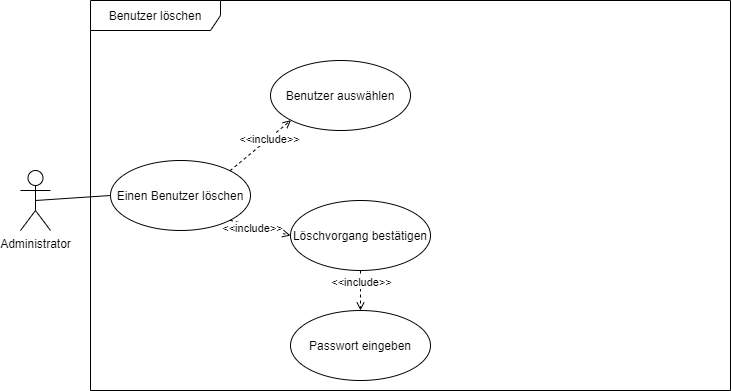 Benutzer löschen
Benutzer auswählen
<<include>>
Einen Benutzer löschen
<<include>>
Löschvorgang bestätigen
Administrator
<<include>>
Passwort eingeben